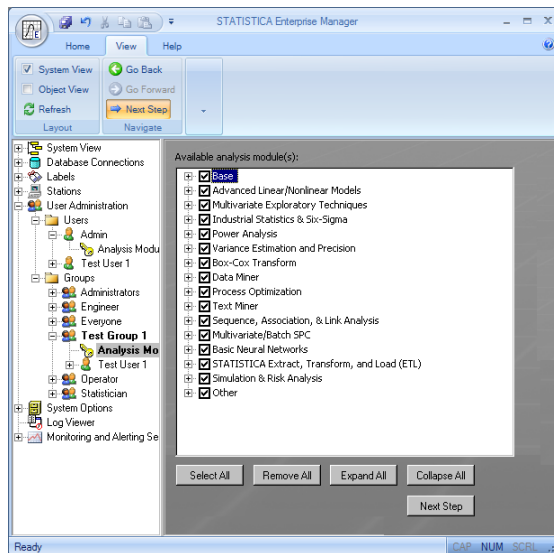 STATISTICA Enterprise Manager
Home View Help
System View
Object View
Refresh
Layout
Go Back
Go Forward
Next Step
Navigate
System View
Database Connections
Labels
Stations
User Administration
Users
Admin
Analysis Modu
Test User 1
Groups
Administrators
Engineer
Everyone
Test Group 1
Analysis Mo
Test User 1
Operator
Statistician
System Options
Log Viewer
Monitoring and Alerting Se
Available analysis module(s):
Base
Advanced Linear/Nonlinear Models
Multivariate Exploratory Techniques
Industrial Statistics & Six-Sigma
Power Analysis
Variance Estimation and Precision
Box-Cox Transform
Data Miner
Process Optimization
Text Miner
Sequence, Association, & Link Analysis
Multivariate/Batch SPC
Basic Neural Networks
STATISTICA Extract, Transform, and Load (ETL)
Simulation & Risk Analysis
Other
Select All Remove All Expand All Collapse All
Next Step
Ready CAP NUM SCRL